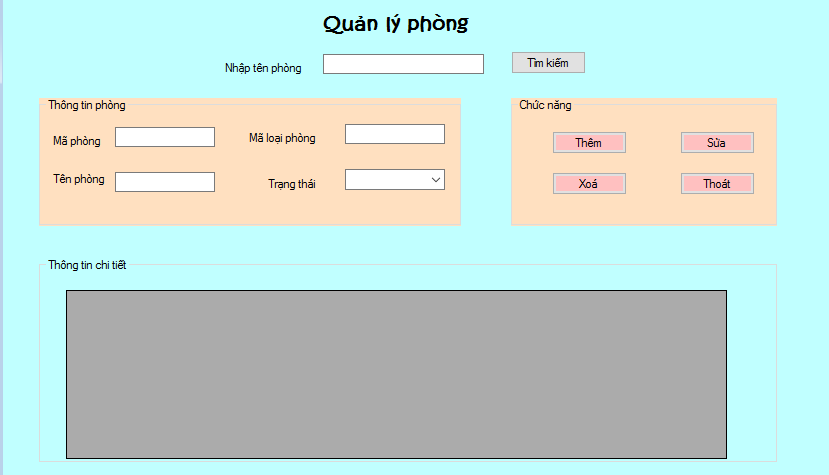 Quản lý phòng
Nhập tên phòng
Tìm kiếm
Thông tin phòng
Mã phòng
Mã loại phòng
Tên phòng
Trạng thái
Chức năng
Thêm
Sửa
Xoá
Thoát
Thông tin chi tiết